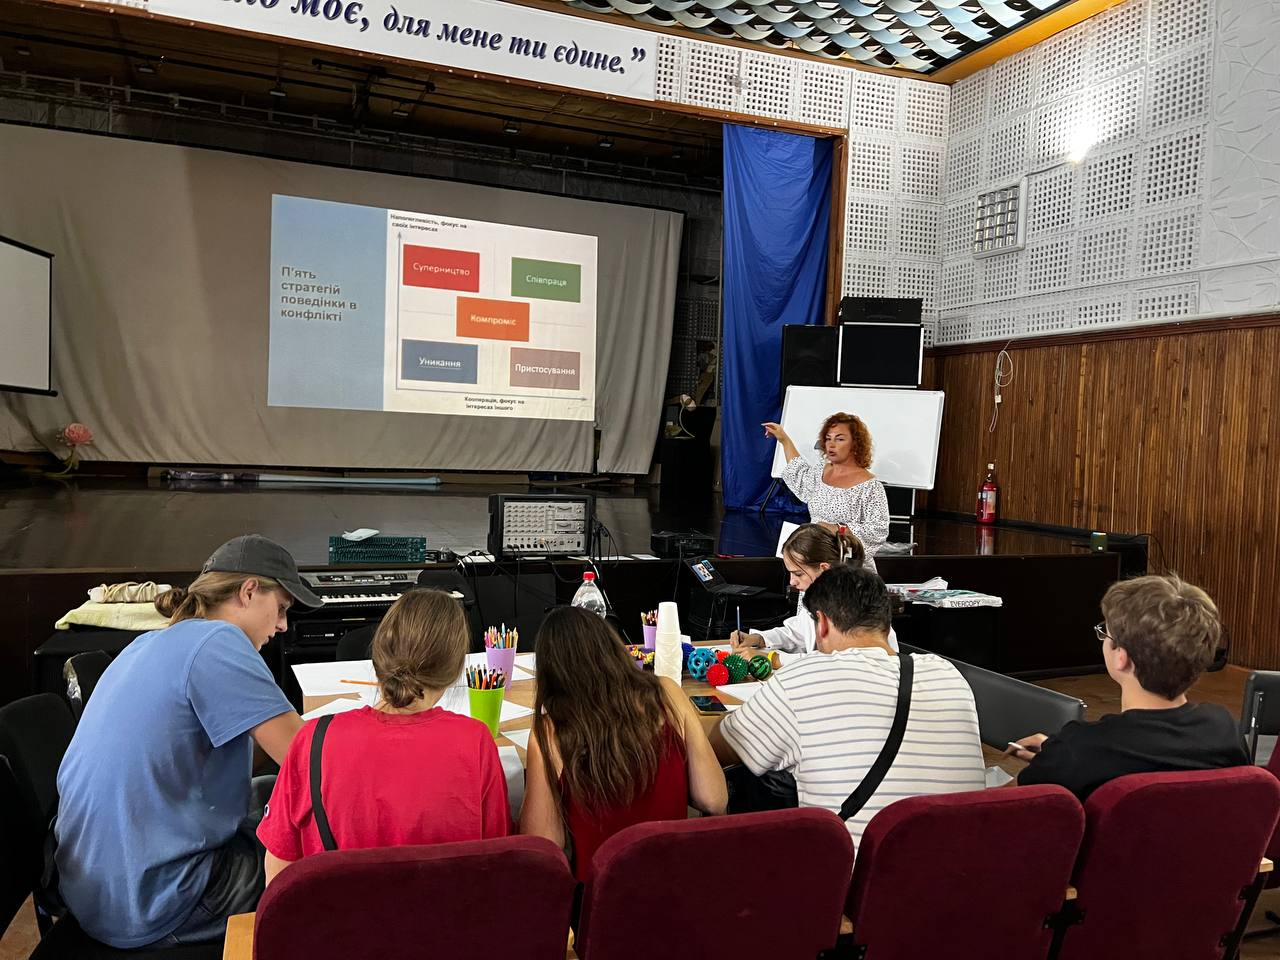 моє, для мене ти єдине.”
П'ять
стратегій
поведінки в
конфлікті
Наполегливість, фокус на
своїх інтересах
Суперництво
Співпраця
Компроміс
Уникання
Пристосування
Кооперація, фокус на
інтересах іншого
EVERCOPY